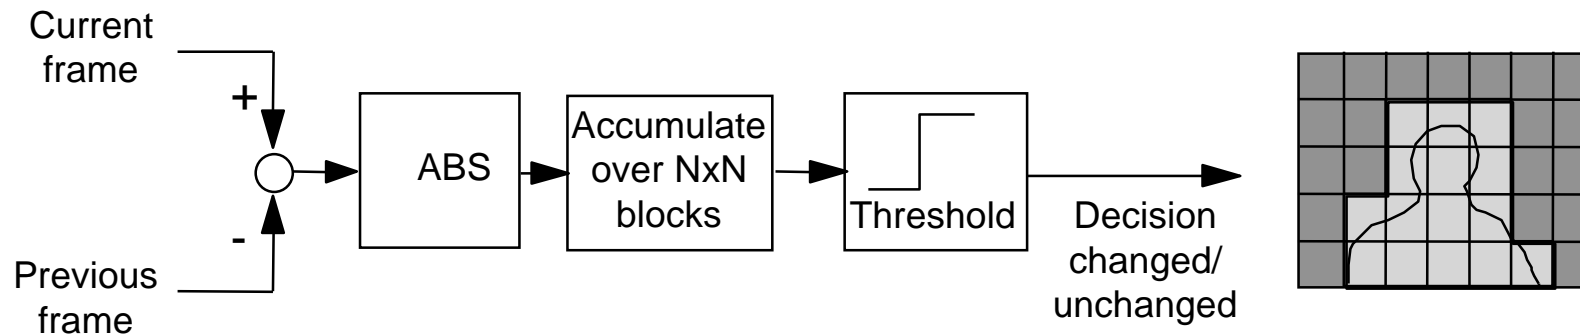 Current
frame
+
-
Previous
frame
ABS
Accumulate
over NxN
blocks
Threshold
Decision
changed/
unchanged